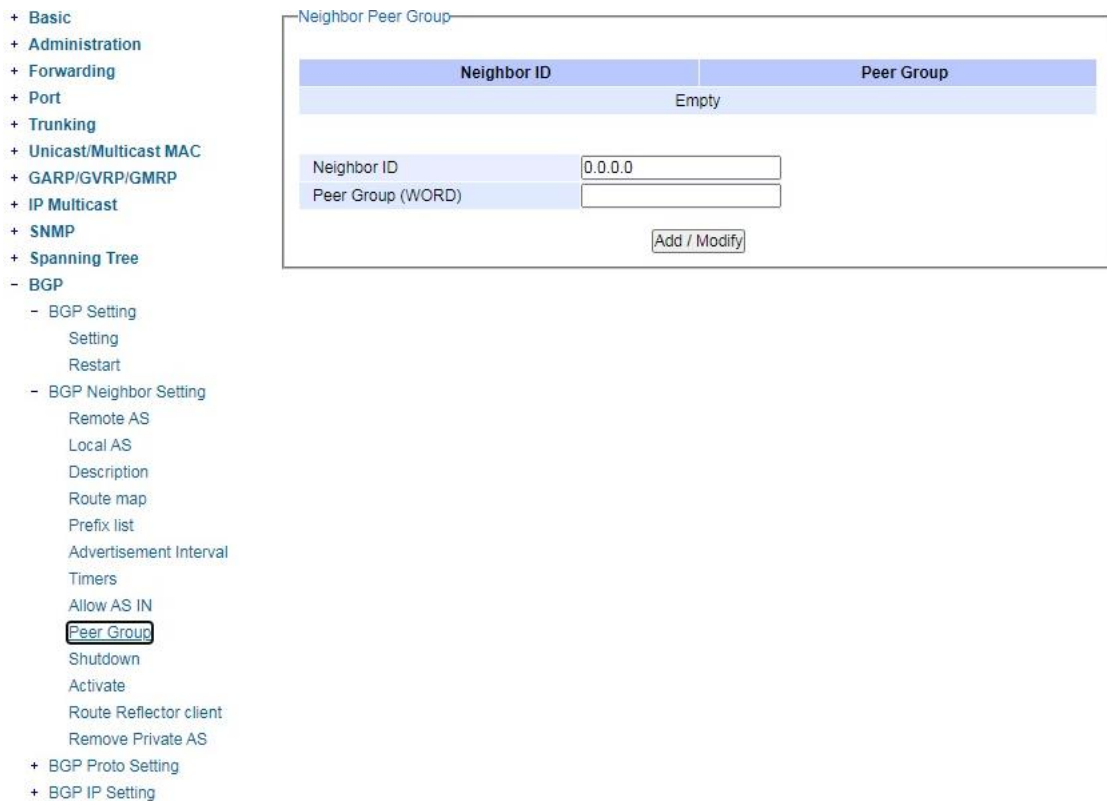 + Basic
+ Administration
+ Forwarding
+ Port
+ Trunking
+ Unicast/Multicast MAC
+ GARP/GVRP/GMRP
+ IP Multicast
+ SNMP
+ Spanning Tree
- BGP
- BGP Setting
Setting
Restart
- BGP Neighbor Setting
Remote AS
Local AS
Description
Route map
Prefix list
Advertisement Interval
Timers
Allow AS IN
Peer Group
Shutdown
Activate
Route Reflector client
Remove Private AS
+ BGP Proto Setting
+ BGP IP Setting
Neighbor Peer Group
Neighbor ID Peer Group
Empty
Neighbor ID 0.0.0.0
Peer Group (WORD)
Add / Modify